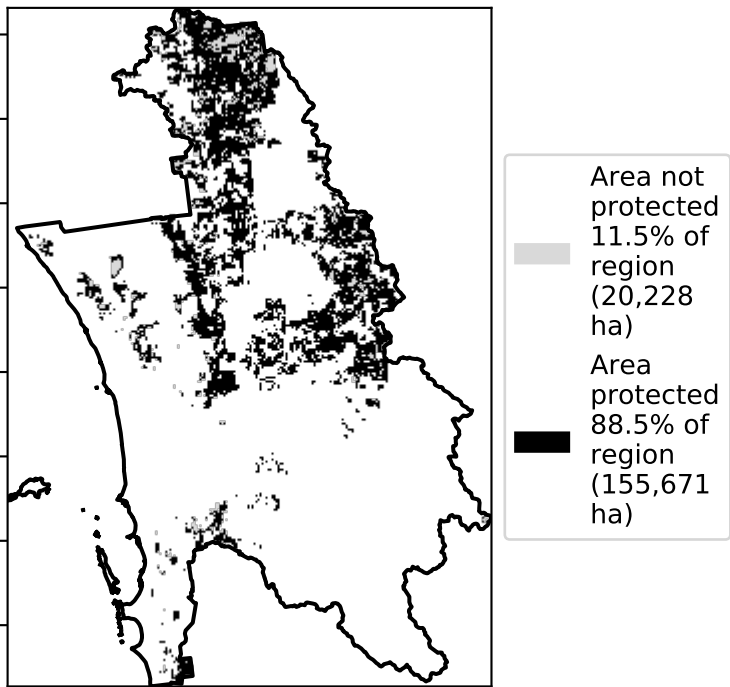 Area not
protected
11.5% of
region
(20,228
ha)
Area
protected
88.5% of
region
(155,671
ha)